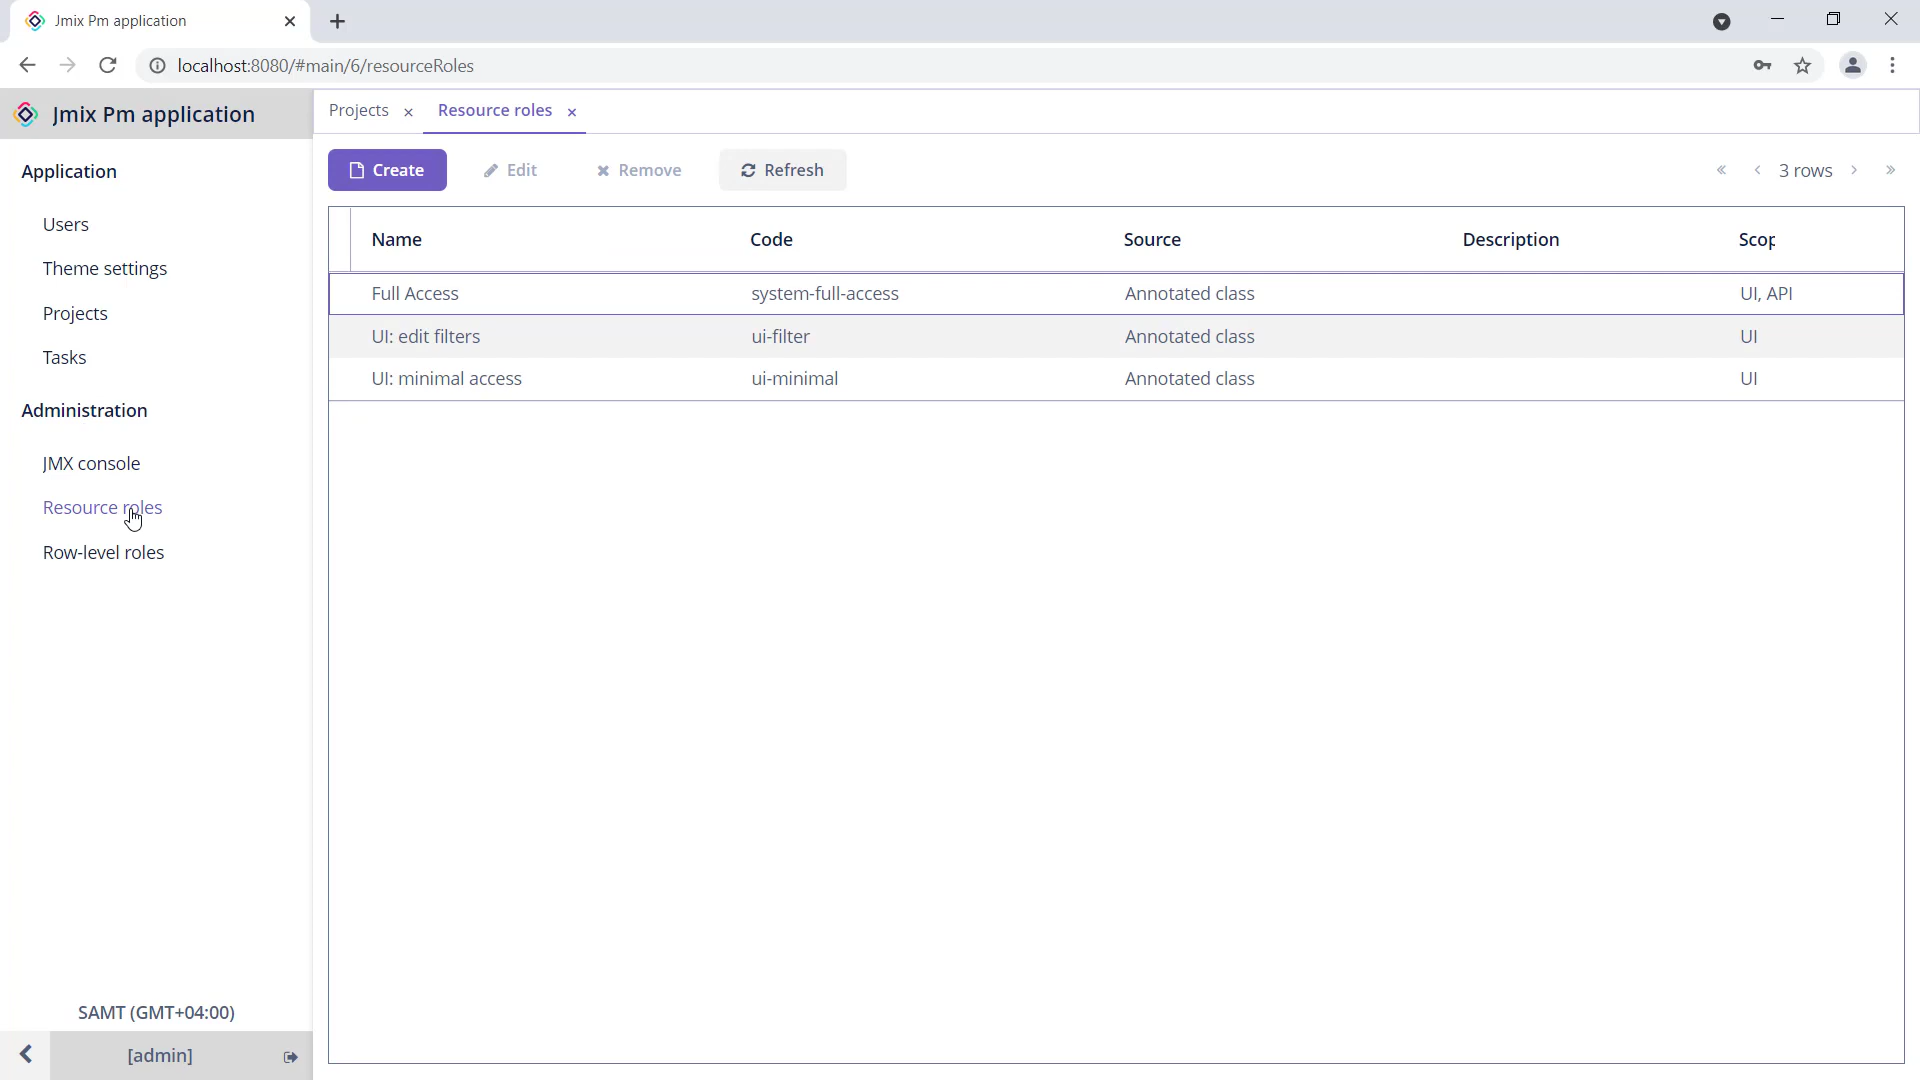 Jmix Pm application
localhost:8080/#main/6/resourceRoles
Jmix Pm application
Projects
Resource roles
Application
Users
Theme settings
Projects
Tasks
Administration
JMX console
Resource roles
Row-level roles
SAMT (GMT+04:00)
[admin]
Create Edit Remove Refresh 3 rows
Name Code Source Description Scop
Full Access system-full-access Annotated class UI, API
UI: edit filters ui-filter Annotated class UI
UI: minimal access ui-minimal Annotated class UI